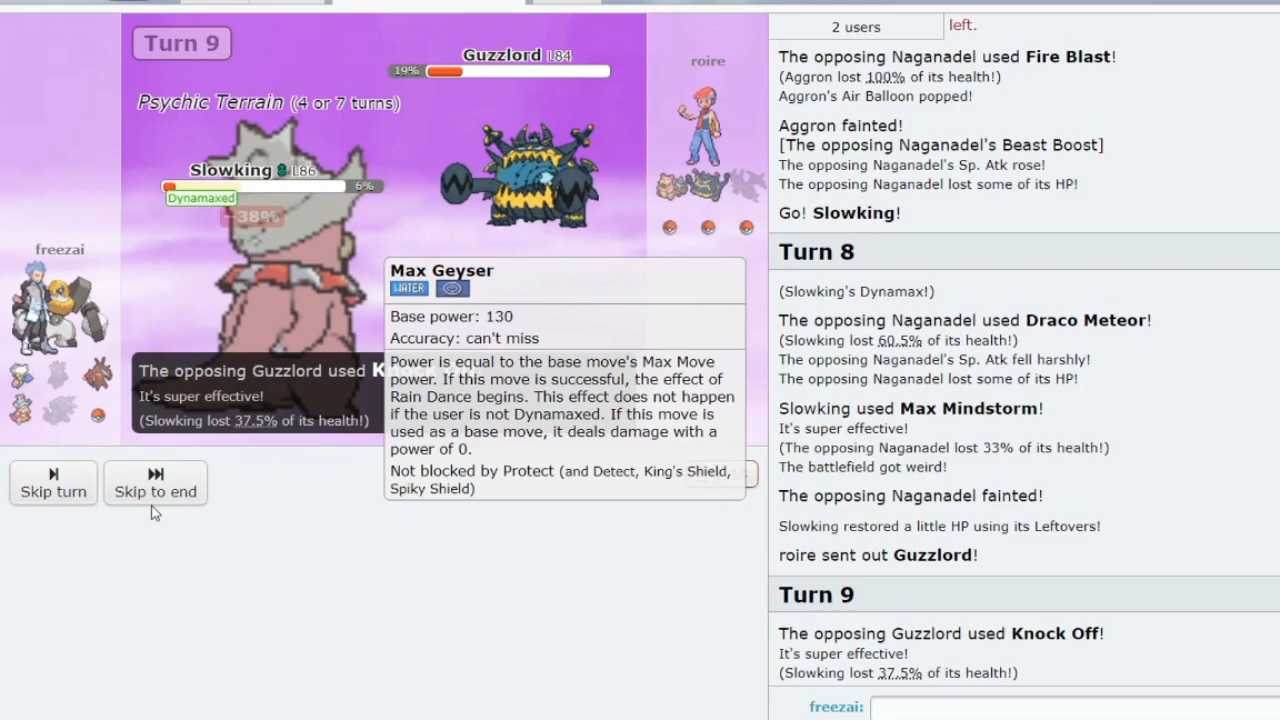 Turn 9
Guzzlord L84
19%
roire
Psychic Terrain (4 or 7 turns)
Slowking L86
6%
Dynamaxed
−38%
freezai
Max Geyser
WATER
Base power: 130
Accuracy: can't miss
Power is equal to the base move's Max Move
power. If this move is successful, the effect of
Rain Dance begins. This effect does not happen
if the user is not Dynamaxed. If this move is
used as a base move, it deals damage with a
power of 0.
Not blocked by Protect (and Detect, King's Shield,
Spiky Shield)
The opposing Guzzlord used K
It's super effective!
(Slowking lost 37.5% of its health!)
Skip turn
Skip to end
2 users
left.
The opposing Naganadel used Fire Blast!
(Aggron lost 100% of its health!)
Aggron's Air Balloon popped!
Aggron fainted!
[The opposing Naganadel's Beast Boost]
The opposing Naganadel's Sp. Atk rose!
The opposing Naganadel lost some of its HP!
Go! Slowking!
Turn 8
(Slowking's Dynamax!)
The opposing Naganadel used Draco Meteor!
(Slowking lost 60.5% of its health!)
The opposing Naganadel's Sp. Atk fell harshly!
The opposing Naganadel lost some of its HP!
Slowking used Max Mindstorm!
It's super effective!
(The opposing Naganadel lost 33% of its health!)
The battlefield got weird!
The opposing Naganadel fainted!
Slowking restored a little HP using its Leftovers!
roire sent out Guzzlord!
Turn 9
The opposing Guzzlord used Knock Off!
It's super effective!
(Slowking lost 37.5% of its health!)
freezai: